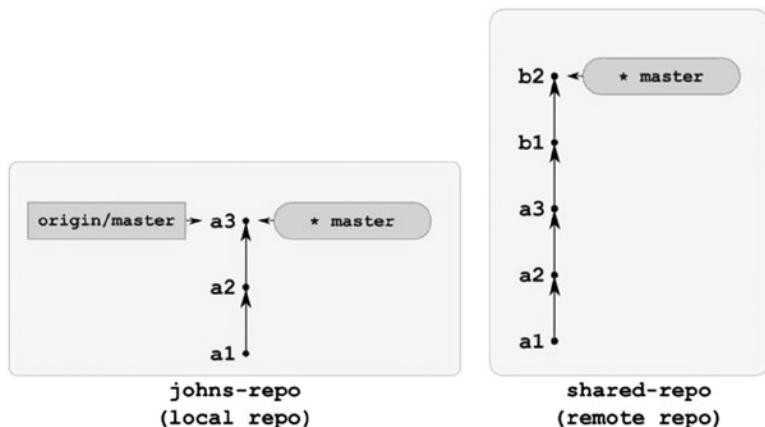 origin/master
a3
* master
a2
a1
johns-repo
(local repo)
b2
* master
b1
a3
a2
a1
shared-repo
(remote repo)